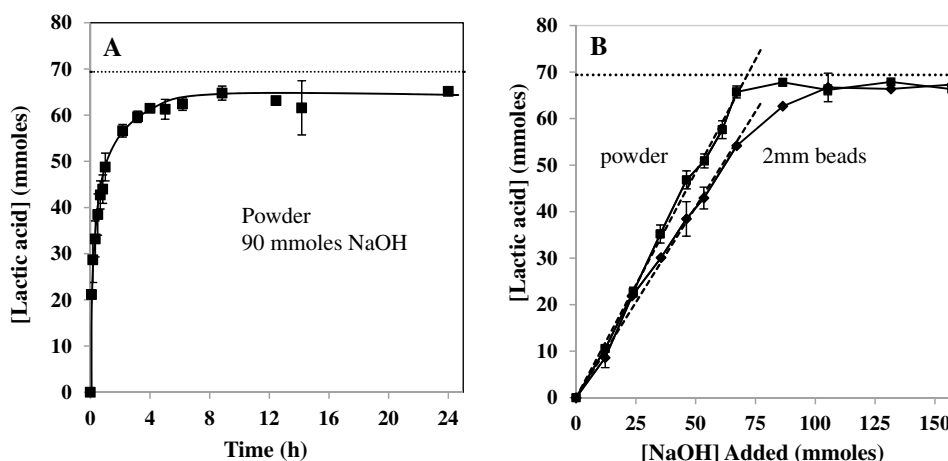 A
[Lactic acid] (mmoles)
80
70
60
50
40
30
20
10
0
Powder
90 mmoles NaOH
0 4 8 12 16 20 24
Time (h)
B
[Lactic acid] (mmoles)
80
70
60
50
40
30
20
10
0
powder
2mm beads
0 25 50 75 100 125 150
[NaOH] Added (mmoles)